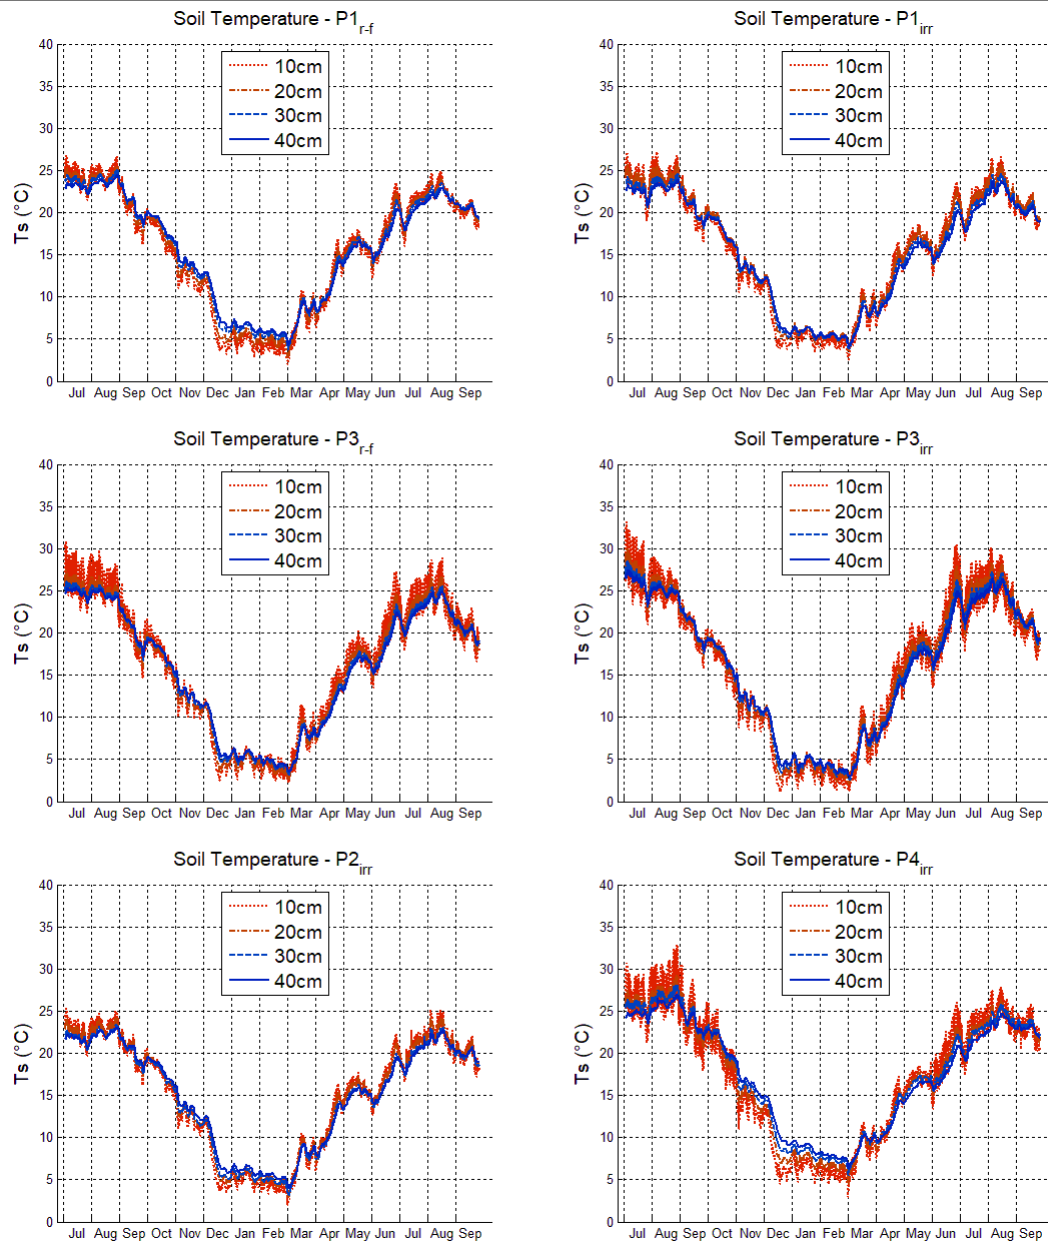 Soil Temperature - P1r-f
40
35
30
25
20
15
10
5
0
Ts (°C)
10cm
20cm
30cm
40cm
Jul Aug Sep Oct Nov Dec Jan Feb Mar Apr May Jun Jul Aug Sep
Soil Temperature - P1irr
40
35
30
25
20
15
10
5
0
Ts (°C)
10cm
20cm
30cm
40cm
Jul Aug Sep Oct Nov Dec Jan Feb Mar Apr May Jun Jul Aug Sep
Soil Temperature - P3r-f
40
35
30
25
20
15
10
5
0
Ts (°C)
10cm
20cm
30cm
40cm
Jul Aug Sep Oct Nov Dec Jan Feb Mar Apr May Jun Jul Aug Sep
Soil Temperature - P3irr
40
35
30
25
20
15
10
5
0
Ts (°C)
10cm
20cm
30cm
40cm
Jul Aug Sep Oct Nov Dec Jan Feb Mar Apr May Jun Jul Aug Sep
Soil Temperature - P2irr
40
35
30
25
20
15
10
5
0
Ts (°C)
10cm
20cm
30cm
40cm
Jul Aug Sep Oct Nov Dec Jan Feb Mar Apr May Jun Jul Aug Sep
Soil Temperature - P4irr
40
35
30
25
20
15
10
5
0
Ts (°C)
10cm
20cm
30cm
40cm
Jul Aug Sep Oct Nov Dec Jan Feb Mar Apr May Jun Jul Aug Sep